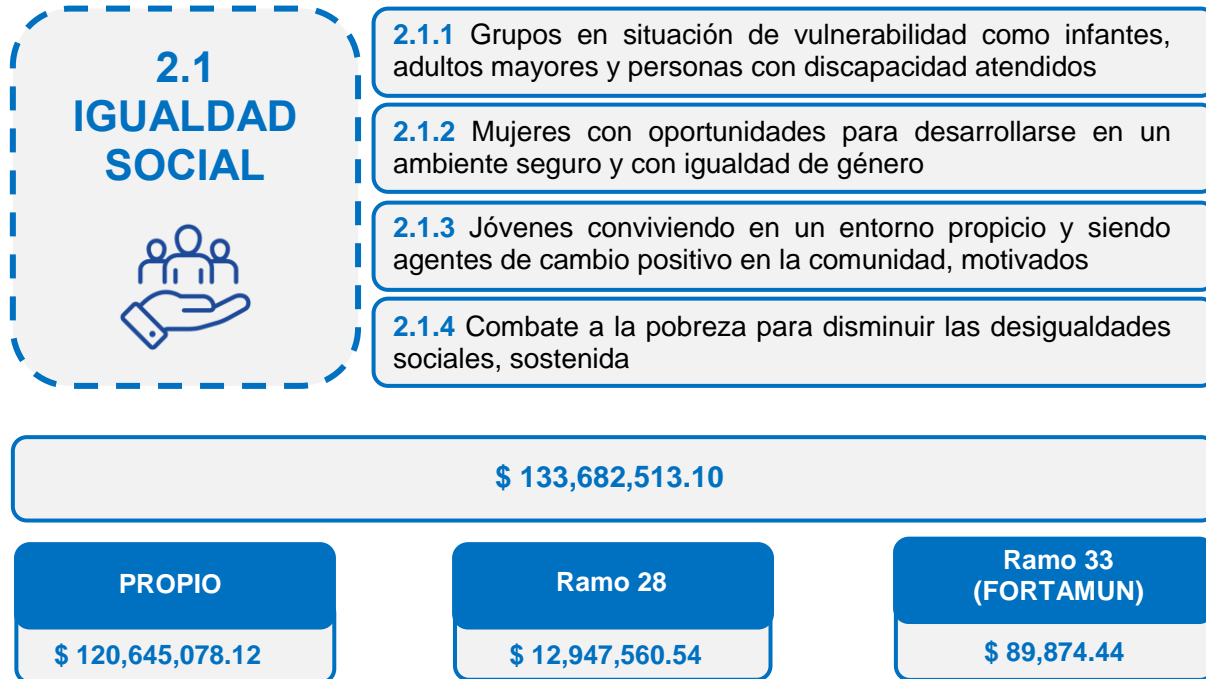 2.1
IGUALDAD
SOCIAL
2.1.1 Grupos en situación de vulnerabilidad como infantes,
adultos mayores y personas con discapacidad atendidos
2.1.2 Mujeres con oportunidades para desarrollarse en un
ambiente seguro y con igualdad de género
2.1.3 Jóvenes conviviendo en un entorno propicio y siendo
agentes de cambio positivo en la comunidad, motivados
2.1.4 Combate a la pobreza para disminuir las desigualdades
sociales, sostenida
$ 133,682,513.10
PROPIO
$ 120,645,078.12
Ramo 28
$ 12,947,560.54
Ramo 33
(FORTAMUN)
$ 89,874.44